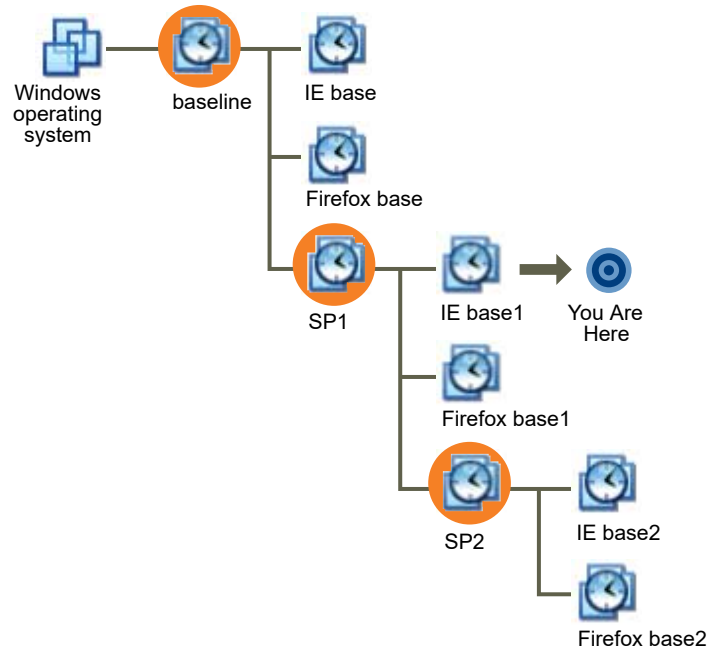 Windows
operating
system
baseline
IE base
Firefox base
SP1
IE base1
You Are
Here
Firefox base1
SP2
IE base2
Firefox base2